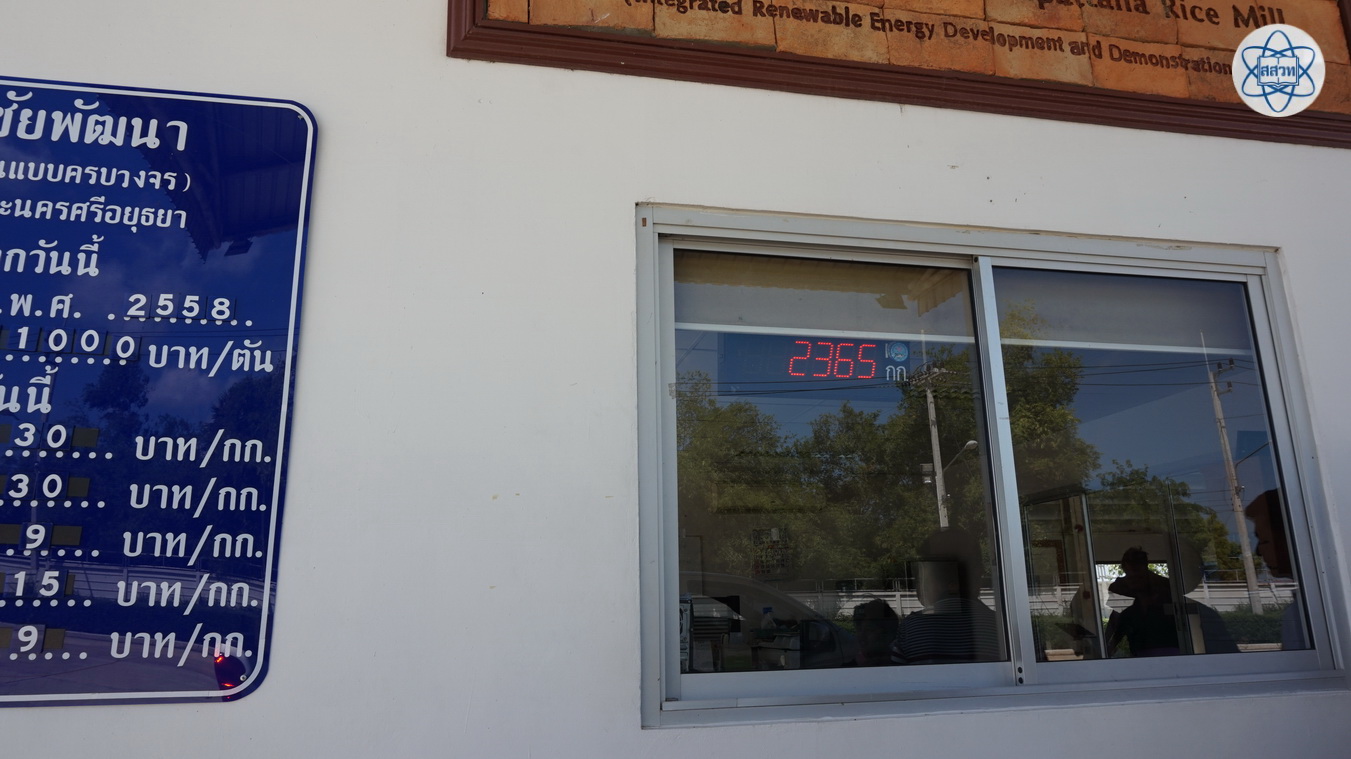 pattana Rice Mill
(Integrated Renewable Energy Development and Demonstration
สสวท
ชัยพัฒนา
แบบครบวงจร)
ะนครศรีอยุธยา
กวันนี้
พ.ศ. 2558
1000 บาท/ตัน
นนี้
30 บาท/กก.
30 บาท/กก.
9 บาท/กก.
15 บาท/กก.
9 บาท/กก.
2365 กก.